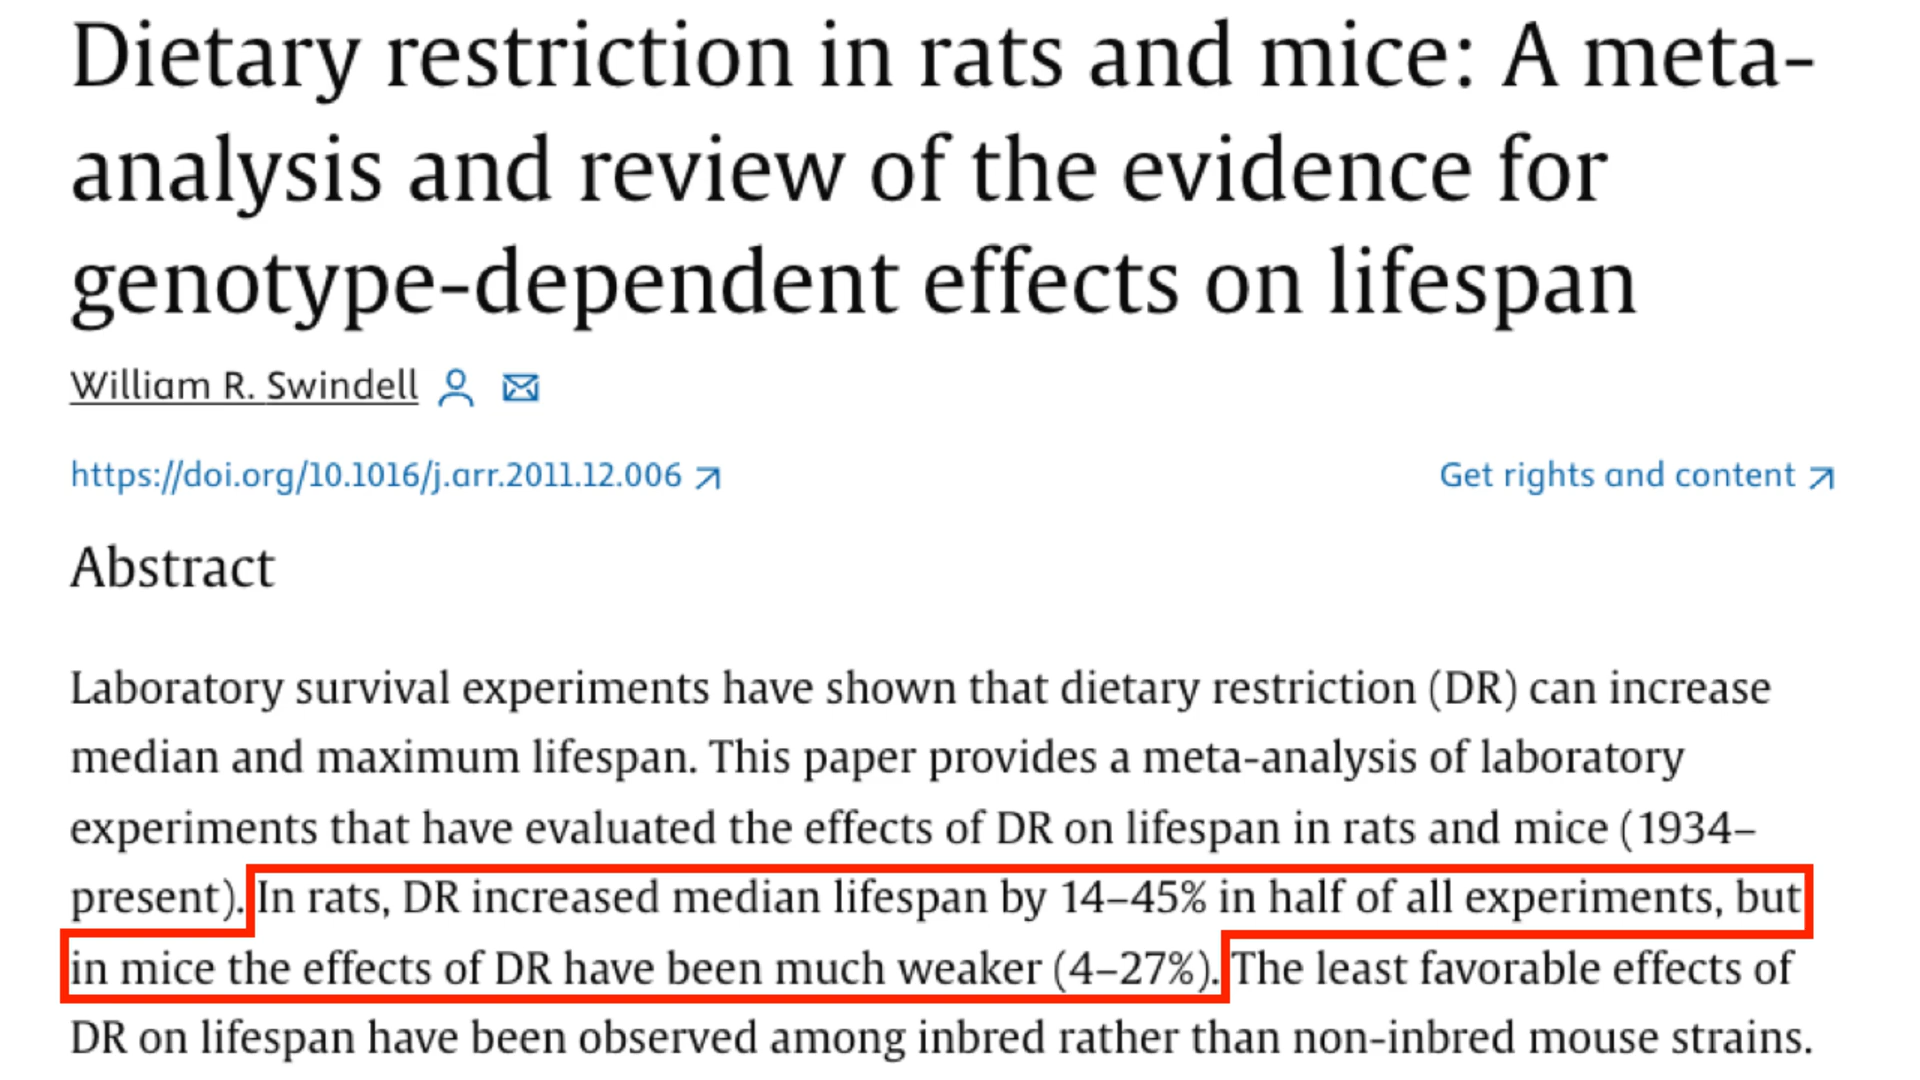 Dietary restriction in rats and mice: A meta-
analysis and review of the evidence for
genotype-dependent effects on lifespan
William R. Swindell
https://doi.org/10.1016/j.arr.2011.12.006
Get rights and content
Abstract
Laboratory survival experiments have shown that dietary restriction (DR) can increase
median and maximum lifespan. This paper provides a meta-analysis of laboratory
experiments that have evaluated the effects of DR on lifespan in rats and mice (1934–
present). In rats, DR increased median lifespan by 14–45% in half of all experiments, but
in mice the effects of DR have been much weaker (4–27%). The least favorable effects of
DR on lifespan have been observed among inbred rather than non-inbred mouse strains.